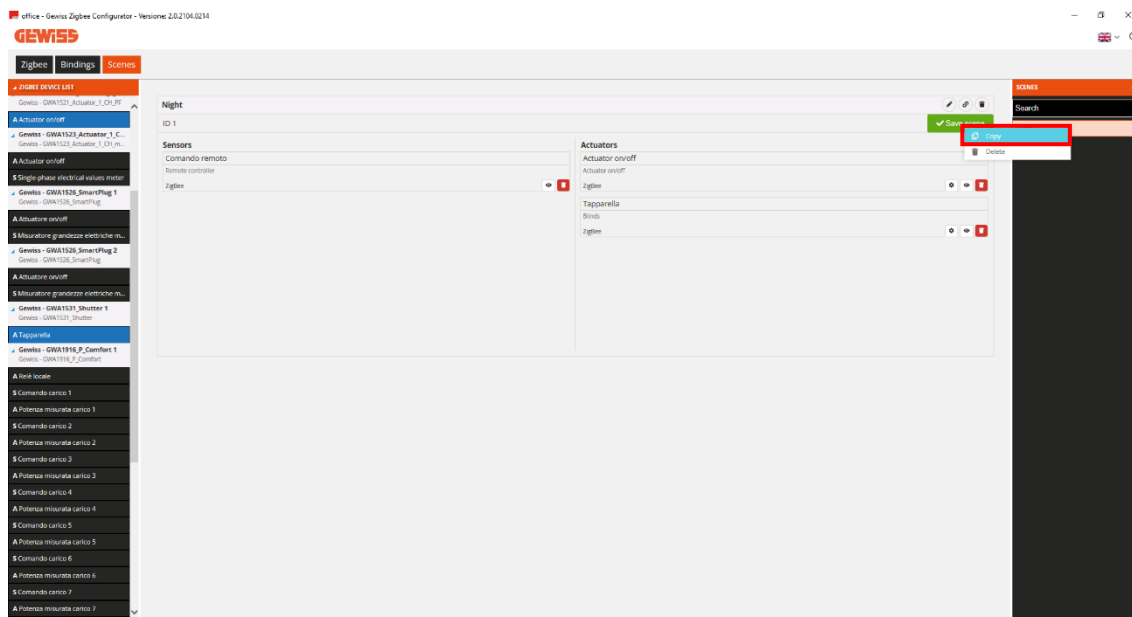 office - Gewiss Zigbee Configurator - Versione: 2.0.2104.0214
GEWISS
Zigbee Bindings Scenes
ZIGBEE DEVICE LIST
Gewiss - GWA1521_Actuator_1_CH_PF
A Actuator on/off
Gewiss - GWA1523_Actuator_1_C...
Gewiss - GWA1523_Actuator_1_CH_m...
A Actuator on/off
S Single-phase electrical values meter
Gewiss - GWA1526_SmartPlug 1
Gewiss - GWA1526_SmartPlug
A Attuatore on/off
S Misuratore grandezze elettriche m...
Gewiss - GWA1526_SmartPlug 2
Gewiss - GWA1526_SmartPlug
A Attuatore on/off
S Misuratore grandezze elettriche m...
Gewiss - GWA1531_Shutter 1
Gewiss - GWA1531_Shutter
A Tapparella
Gewiss - GWA1916_P_Comfort 1
Gewiss - GWA1916_P_Comfort
A Relè locale
S Comando carico 1
A Potenza misurata carico 1
S Comando carico 2
A Potenza misurata carico 2
S Comando carico 3
A Potenza misurata carico 3
S Comando carico 4
A Potenza misurata carico 4
S Comando carico 5
A Potenza misurata carico 5
S Comando carico 6
A Potenza misurata carico 6
S Comando carico 7
A Potenza misurata carico 7
Night
ID 1
Save scene
Sensors
Comando remoto
Remote controller
ZigBee
Actuators
Actuator on/off
Actuator on/off
ZigBee
Tapparella
Blinds
ZigBee
SCENES
Search
Copy
Delete